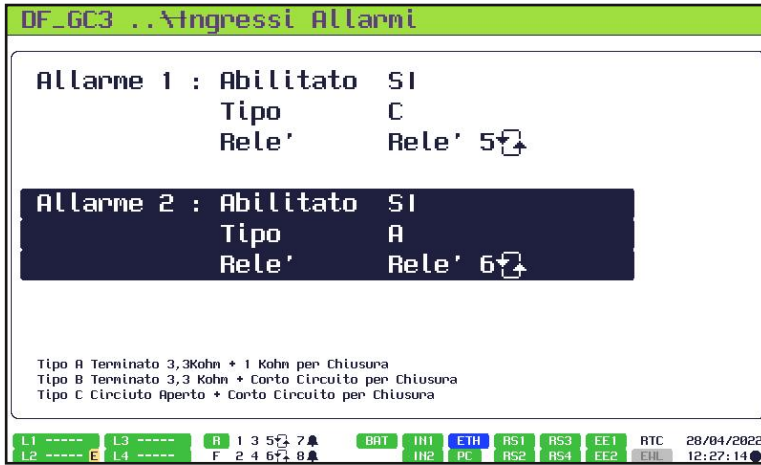 DF_GC3 ..\Ingressi Allarmi
Allarme 1 : Abilitato SI
Tipo C
Rele' Rele' 5
Allarme 2 : Abilitato SI
Tipo A
Rele' Rele' 6
Tipo A Terminato 3,3Kohm + 1 Kohm per Chiusura
Tipo B Terminato 3,3 Kohm + Corto Circuito per Chiusura
Tipo C Circiuto Aperto + Corto Circuito per Chiusura
L1 ----- L3 ----- R 1 3 5 7 BAT IN1 ETH RS1 RS3 EE1 RTC 28/04/2022
L2 ----- E L4 ----- F 2 4 6 8 IN2 PC RS2 RS4 EE2 EHL 12:27:14